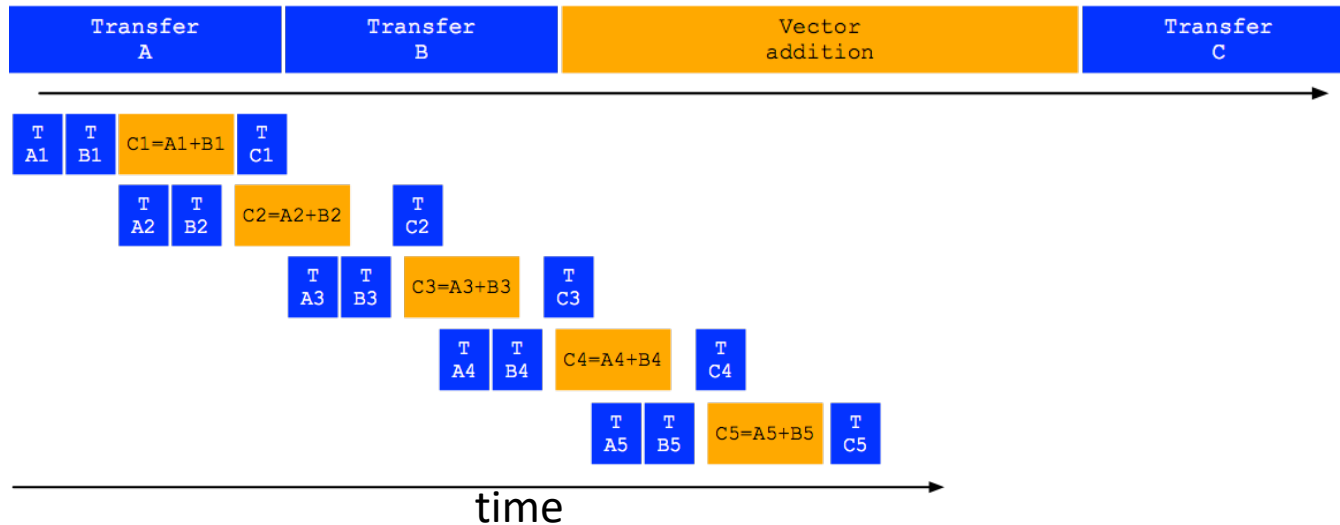 Transfer
A
Transfer
B
Vector
addition
Transfer
C
T
A1
T
B1
C1=A1+B1
T
C1
T
A2
T
B2
C2=A2+B2
T
C2
T
A3
T
B3
C3=A3+B3
T
C3
T
A4
T
B4
C4=A4+B4
T
C4
T
A5
T
B5
C5=A5+B5
T
C5
time